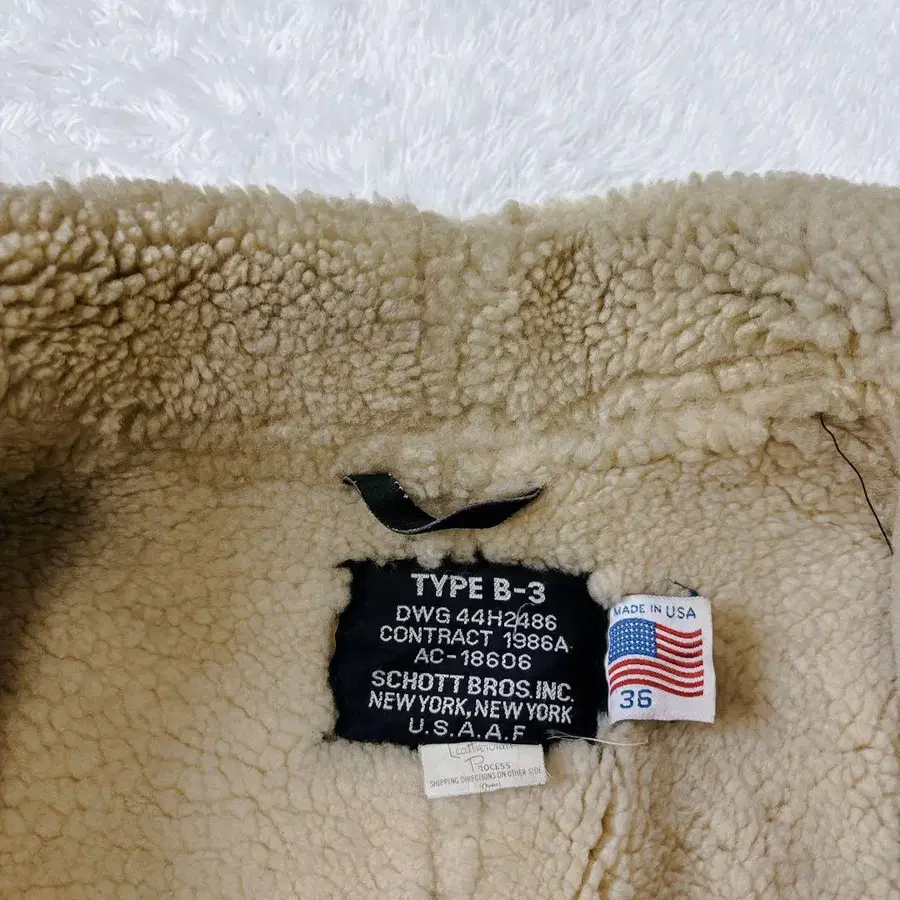 TYPE B-3
DWG 44H2486
CONTRACT 1986A
AC-18606
SCHOTT BROS. INC.
NEW YORK, NEW YORK
U.S.A.A.F
MADE IN USA
36
PROCESS
SHIPPING DIRECTIONS ON OTHER SIDE
(Over)